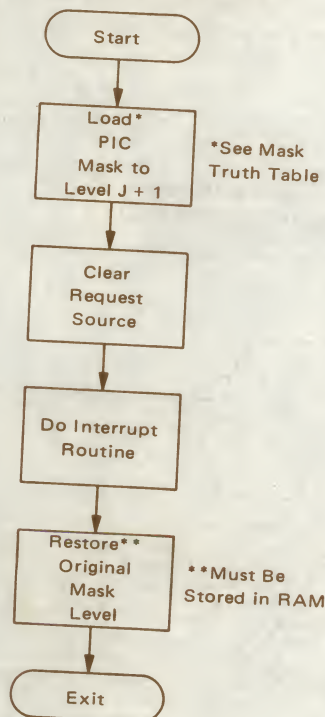 Start
Load*
PIC
Mask to
Level J + 1
*See Mask
Truth Table
Clear
Request
Source
Do Interrupt
Routine
Restore**
Original
Mask
Level
**Must Be
Stored in RAM
Exit